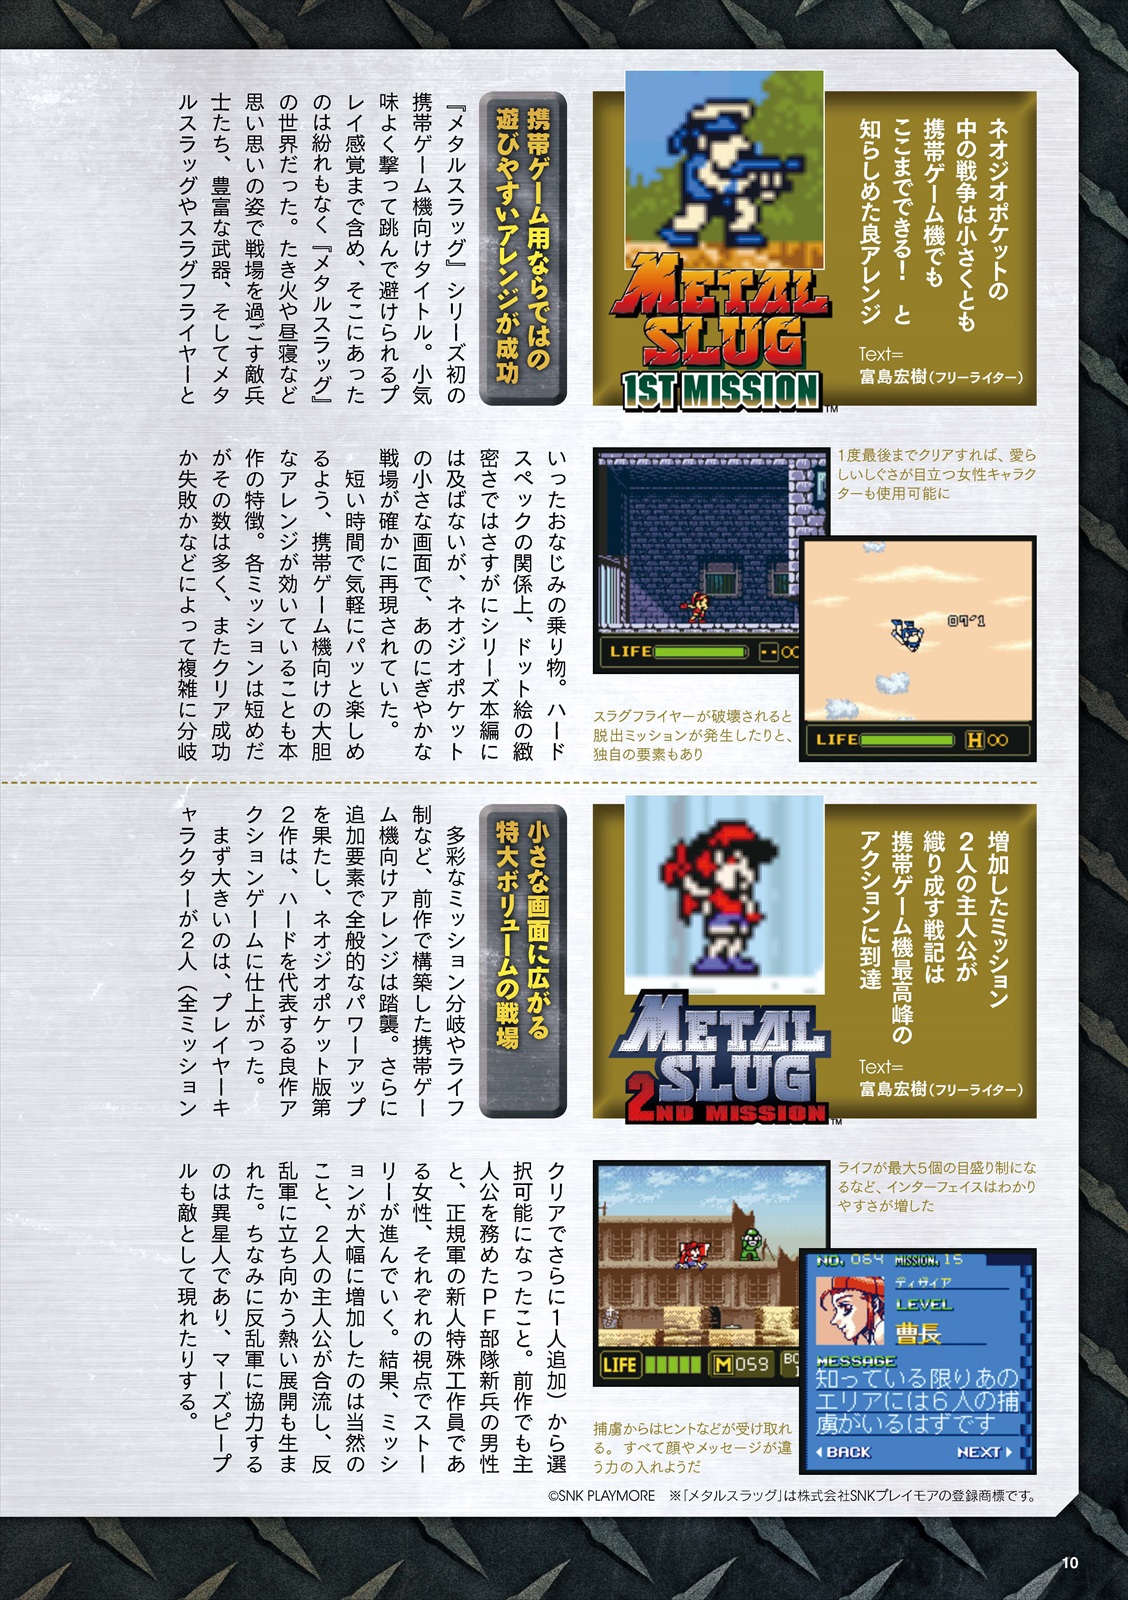 ネオジオポケットの
中の戦争は小さくとも
携帯ゲーム機でも
ここまでできる！　と
知らしめた良アレンジ
Text=
富島宏樹（フリーライター）
METAL
SLUG
1ST MISSION
TM
携帯ゲーム用ならではの
遊びやすいアレンジが成功
『メタルスラッグ』シリーズ初の
携帯ゲーム機向けタイトル。小気
味よく撃って跳んで避けられるプ
レイ感覚まで含め、そこにあった
のは紛れもなく『メタルスラッグ』
の世界だった。たき火や昼寝など
思い思いの姿で戦場を過ごす敵兵
士たち、豊富な武器、そしてメタ
ルスラッグやスラグフライヤーと
いったおなじみの乗り物。ハード
スペックの関係上、ドット絵の緻
密さではさすがにシリーズ本編に
は及ばないが、ネオジオポケット
の小さな画面で、あのにぎやかな
戦場が確かに再現されていた。
　短い時間で気軽にパッと楽しめ
るよう、携帯ゲーム機向けの大胆
なアレンジが効いていることも本
作の特徴。各ミッションは短めだ
がその数は多く、またクリア成功
か失敗かなどによって複雑に分岐
1度最後までクリアすれば、愛ら
しいしぐさが目立つ女性キャラク
ターも使用可能に
LIFE
--∞
07"1
LIFE
H∞
スラグフライヤーが破壊されると
脱出ミッションが発生したりと、
独自の要素もあり
増加したミッション
２人の主人公が
織り成す戦記は
携帯ゲーム機最高峰の
アクションに到達
Text=
富島宏樹（フリーライター）
METAL
SLUG
2ND MISSION
TM
小さな画面に広がる
特大ボリュームの戦場
　多彩なミッション分岐やライフ
制など、前作で構築した携帯ゲー
ム機向けアレンジは踏襲。さらに
追加要素で全般的なパワーアップ
を果たし、ネオジオポケット版第
２作は、ハードを代表する良作ア
クションゲームに仕上がった。
　まず大きいのは、プレイヤーキ
ャラクターが２人（全ミッション
クリアでさらに１人追加）から選
択可能になったこと。前作でも主
人公を務めたＰＦ部隊新兵の男性
と、正規軍の新人特殊工作員であ
る女性、それぞれの視点でストー
リーが進んでいく。結果、ミッシ
ョンが大幅に増加したのは当然の
こと、２人の主人公が合流し、反
乱軍に立ち向かう熱い展開も生ま
れた。ちなみに反乱軍に協力する
のは異星人であり、マーズピープ
ルも敵として現れたりする。
ライフが最大5個の目盛り制にな
るなど、インターフェイスはわかり
やすさが増した
LIFE
M059
BO
NO. 064 MISSION. 15
ディヴィア
LEVEL
曹長
MESSAGE
知っている限りあの
エリアには6人の捕
虜がいるはずです
BACK
NEXT
捕虜からはヒントなどが受け取れ
る。すべて顔やメッセージが違
う力の入れようだ
©SNK PLAYMORE　※「メタルスラッグ」は株式会社SNKプレイモアの登録商標です。
10